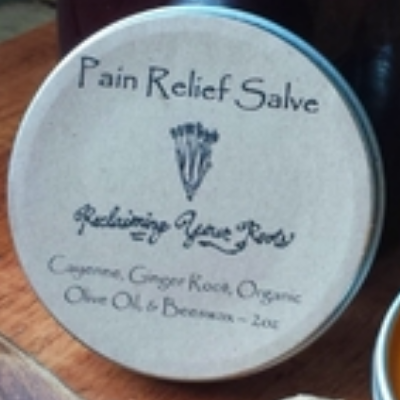 Pain Relief Salve
Reclaiming Your Roots
Cayenne, Ginger Root, Organic
Olive Oil, & Beeswax ~ 2oz